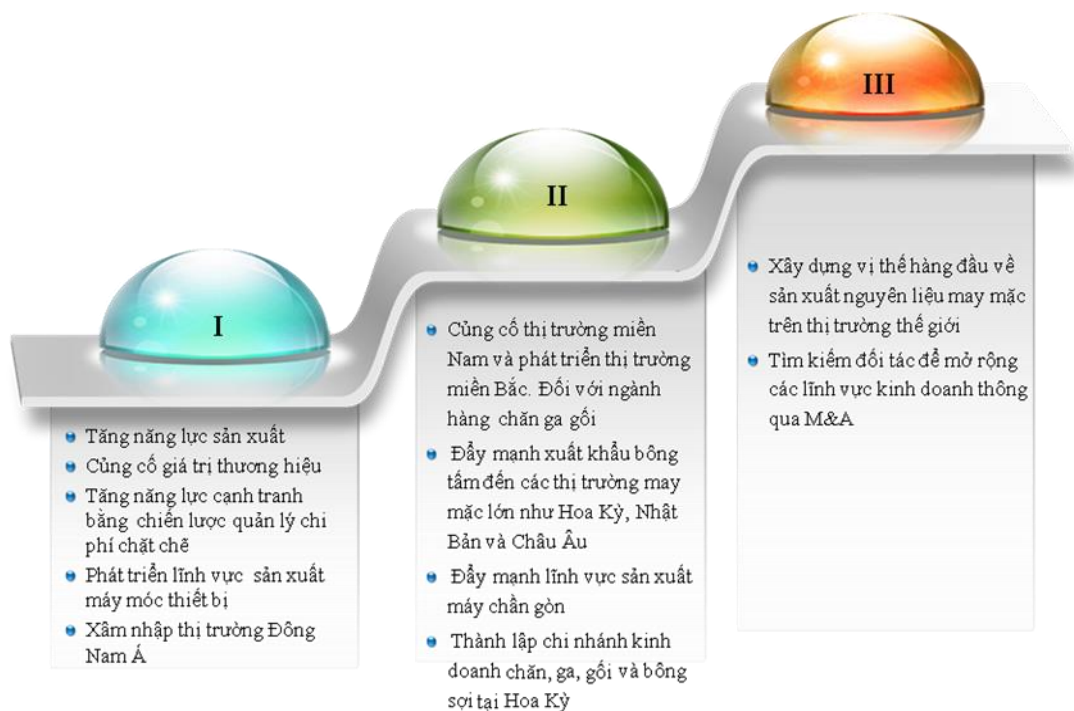 I
Tăng năng lực sản xuất
Củng cố giá trị thương hiệu
Tăng năng lực cạnh tranh
bằng chiến lược quản lý chi
phí chặt chẽ
Phát triển lĩnh vực sản xuất
máy móc thiết bị
Xâm nhập thị trường Đông
Nam Á
II
Củng cố thị trường miền
Nam và phát triển thị trường
miền Bắc. Đối với ngành
hàng chăn ga gối
Đẩy mạnh xuất khẩu bông
tấm đến các thị trường may
mặc lớn như Hoa Kỳ, Nhật
Bản và Châu Âu
Đẩy mạnh lĩnh vực sản xuất
máy chần gòn
Thành lập chi nhánh kinh
doanh chăn, ga, gối và bông
sợi tại Hoa Kỳ
III
Xây dựng vị thế hàng đầu về
sản xuất nguyên liệu may mặc
trên thị trường thế giới
Tìm kiếm đối tác để mở rộng
các lĩnh vực kinh doanh thông
qua M&A